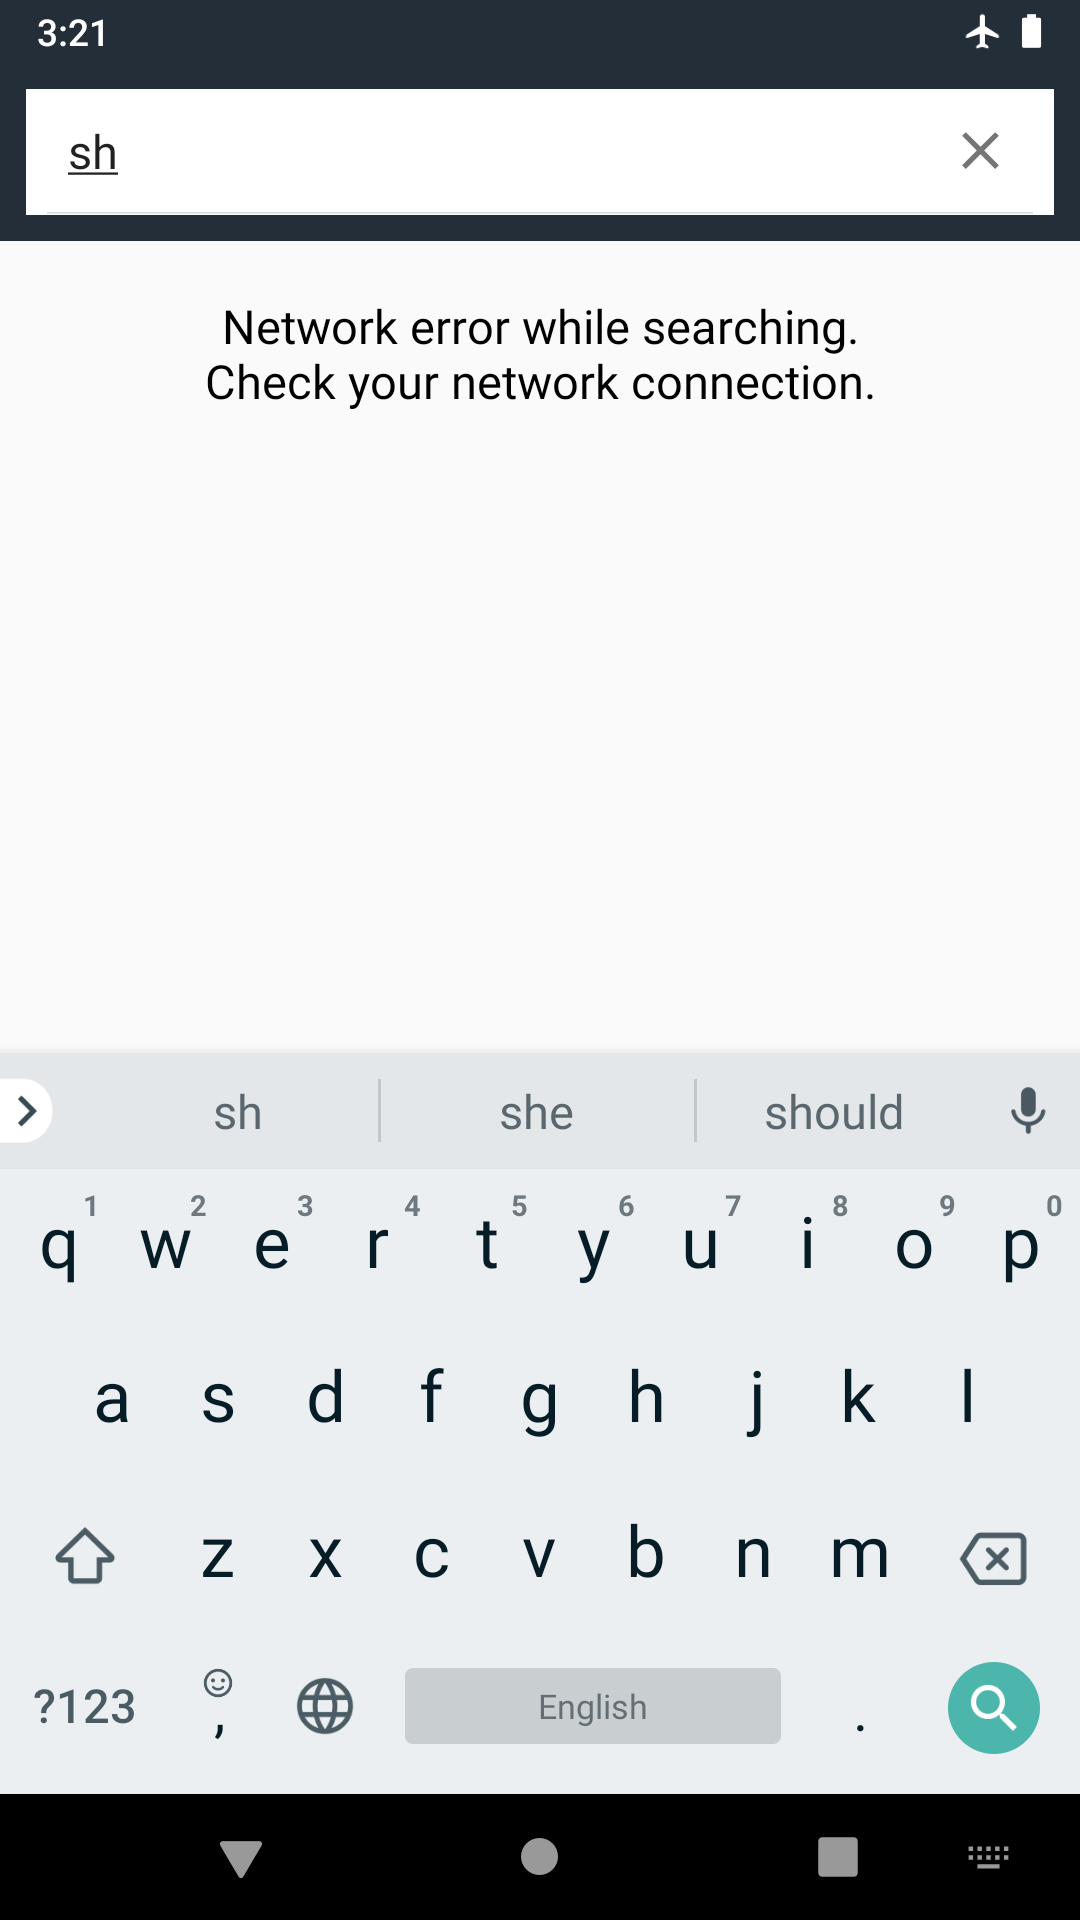 3:21
sh
Network error while searching.
Check your network connection.
sh she should
1 2 3 4 5 6 7 8 9 0
q w e r t y u i o p
a s d f g h j k l
z x c v b n m
?123 , English .